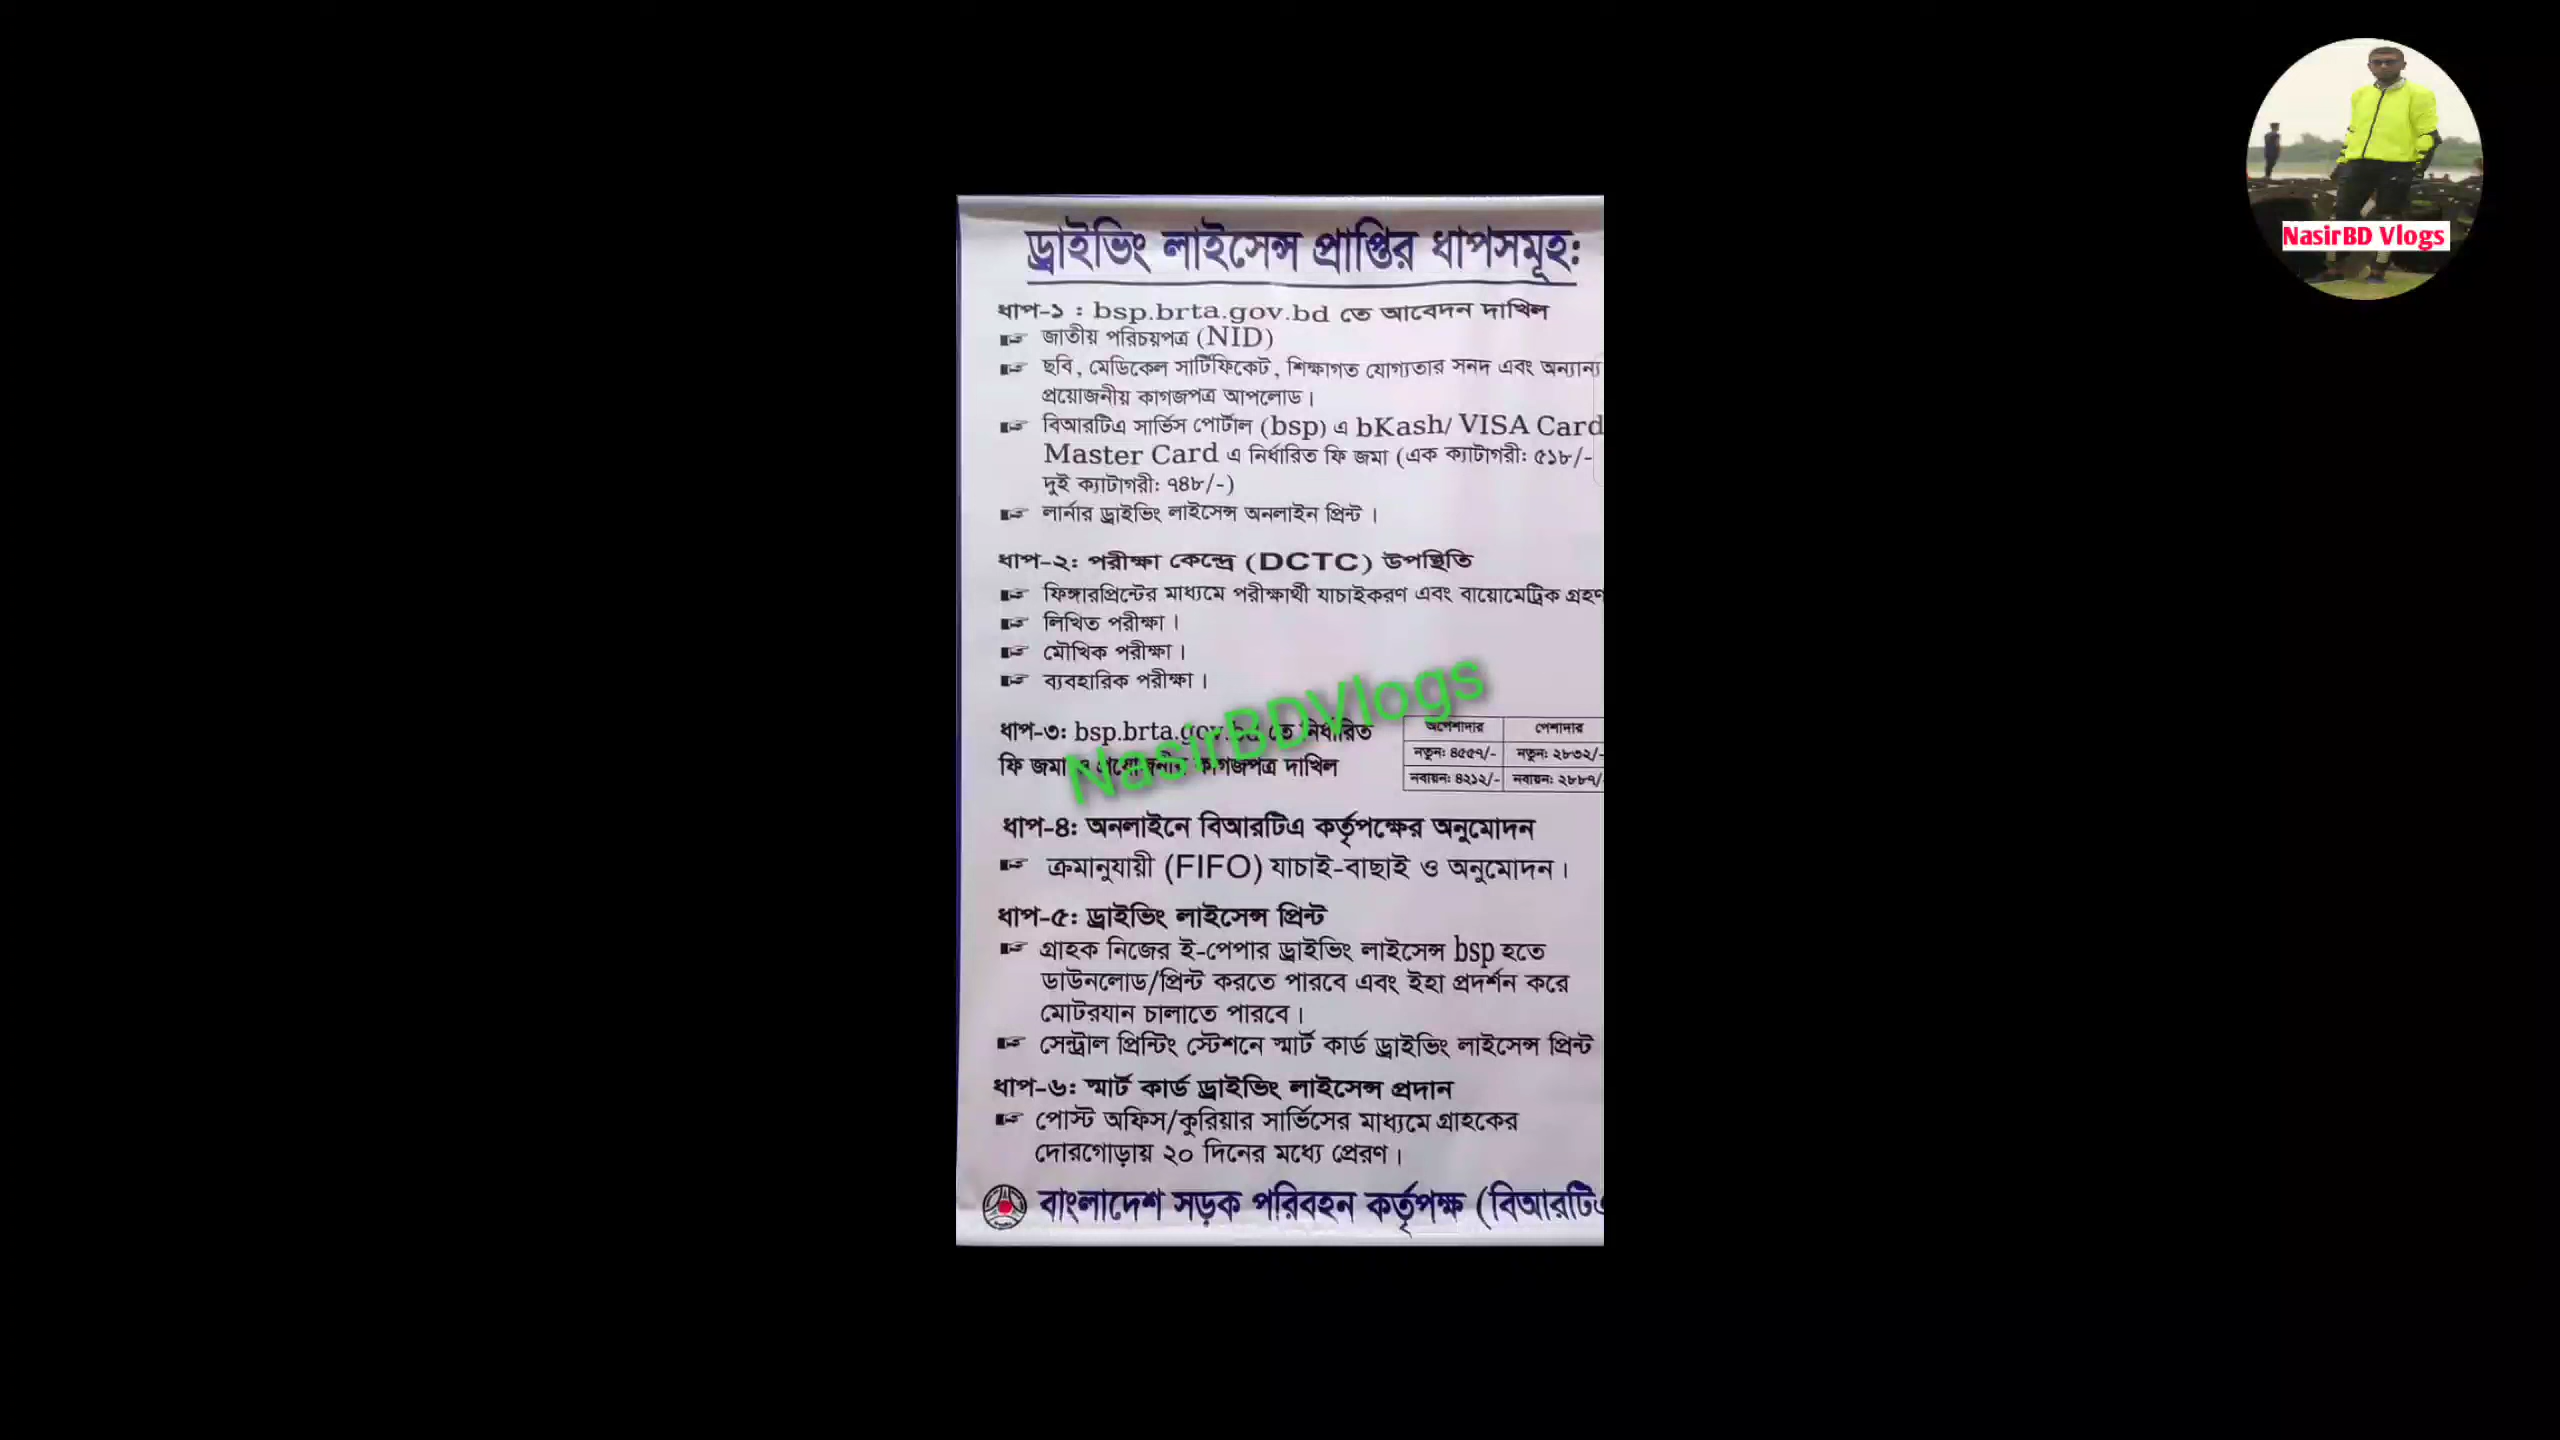 ড্রাইভিং লাইসেন্স প্রাপ্তির ধাপসমূহঃ
ধাপ-১ : bsp.brta.gov.bd তে আবেদন দাখিল
জাতীয় পরিচয়পত্র (NID)
ছবি, মেডিকেল সার্টিফিকেট, শিক্ষাগত যোগ্যতার সনদ এবং অন্যান্য
প্রয়োজনীয় কাগজপত্র আপলোড।
বিআরটিএ সার্ভিস পোর্টাল (bsp) এ bKash/ VISA Card
Master Card এ নির্ধারিত ফি জমা (এক ক্যাটাগরীঃ ৫১৮/-
দুই ক্যাটাগরীঃ ৭৪৮/-)
লার্নার ড্রাইভিং লাইসেন্স অনলাইন প্রিন্ট।
ধাপ-২ঃ পরীক্ষা কেন্দ্রে (DCTC) উপস্থিতি
ফিঙ্গারপ্রিন্টের মাধ্যমে পরীক্ষার্থী যাচাইকরণ এবং বায়োমেট্রিক গ্রহণ
লিখিত পরীক্ষা।
মৌখিক পরীক্ষা।
ব্যবহারিক পরীক্ষা।
ধাপ-৩ঃ bsp.brta.gov.bd তে নির্ধারিত
ফি জমা ও প্রয়োজনীয় কাগজপত্র দাখিল
অপেশাদার পেশাদার
নতুনঃ ৪৫৫৭/- নতুনঃ ২৮৩২/-
নবায়নঃ ৪২১২/- নবায়নঃ ২৮৮৭/
NasirBDVlogs
ধাপ-৪ঃ অনলাইনে বিআরটিএ কর্তৃপক্ষের অনুমোদন
ক্রমানুযায়ী (FIFO) যাচাই-বাছাই ও অনুমোদন।
ধাপ-৫ঃ ড্রাইভিং লাইসেন্স প্রিন্ট
গ্রাহক নিজের ই-পেপার ড্রাইভিং লাইসেন্স bsp হতে
ডাউনলোড/প্রিন্ট করতে পারবে এবং ইহা প্রদর্শন করে
মোটরযান চালাতে পারবে।
সেন্ট্রাল প্রিন্টিং স্টেশনে স্মার্ট কার্ড ড্রাইভিং লাইসেন্স প্রিন্ট
ধাপ-৬ঃ স্মার্ট কার্ড ড্রাইভিং লাইসেন্স প্রদান
পোস্ট অফিস/কুরিয়ার সার্ভিসের মাধ্যমে গ্রাহকের
দোরগোড়ায় ২০ দিনের মধ্যে প্রেরণ।
বাংলাদেশ সড়ক পরিবহন কর্তৃপক্ষ (বিআরটিএ
NasirBD Vlogs